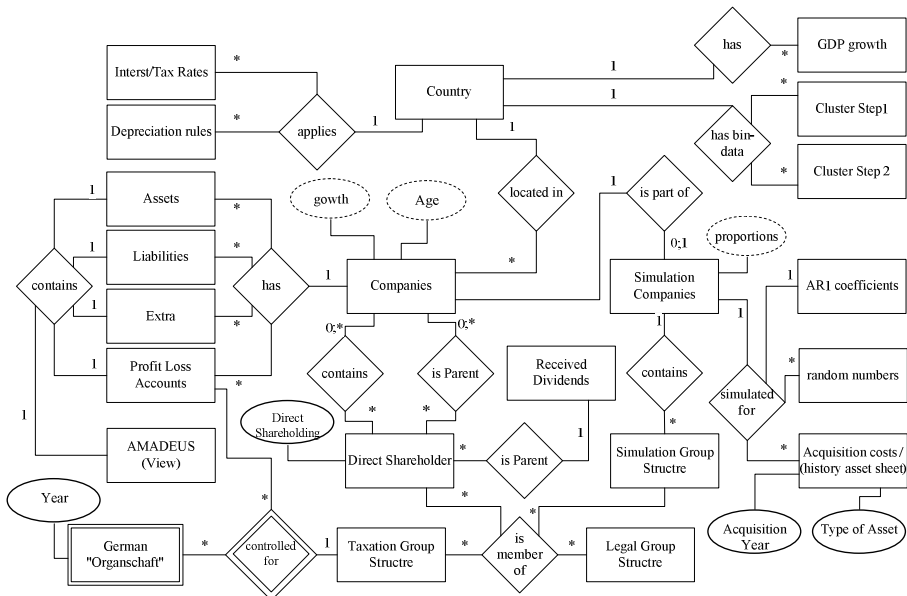 has
*
GDP growth
*
Interst/Tax Rates
1
Country
*
1
Cluster Step1
*
Depreciation rules
applies
1
1
has bin-
data
*
Cluster Step 2
1
Assets
*
gowth
Age
located in
1
is part of
proportions
1
Liabilities
*
contains
has
1
*
0;1
Companies
Simulation
Companies
1
AR1 coefficients
1
Extra
*
0;*
0;*
1
1
1
Profit Loss
Accounts
*
contains
is Parent
Received
Dividends
contains
*
random numbers
simulated
for
1
Direct
Shareholding
*
*
1
*
*
AMADEUS
(View)
Direct Shareholder
*
is Parent
Simulation Group
Structre
Acquisition costs/
(history asset sheet)
Year
*
*
*
Acquisition
Year
Type of Asset
German
"Organschaft"
*
controlled
for
1
Taxation Group
Structre
*
is
member
of
*
Legal Group
Structre